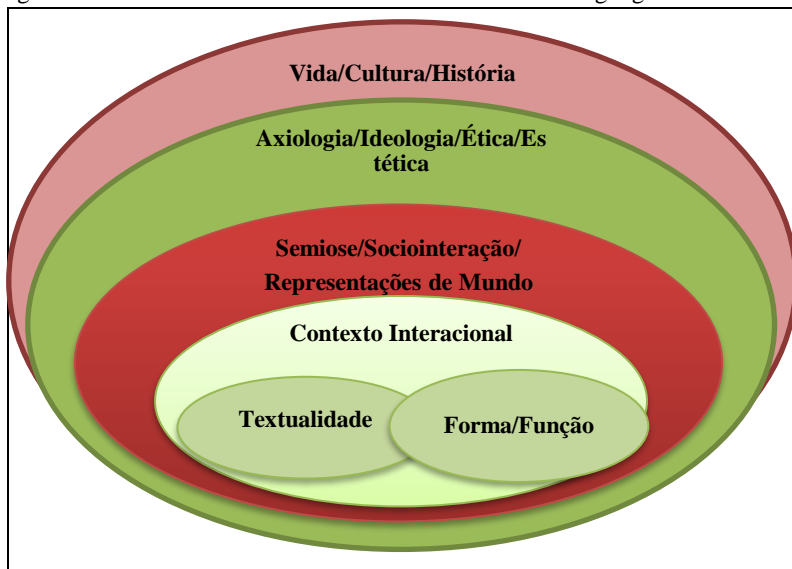 Vida/Cultura/História
Axiologia/Ideologia/Ética/Es
tética
Semiose/Sociointeração/
Representações de Mundo
Contexto Interacional
Textualidade
Forma/Função